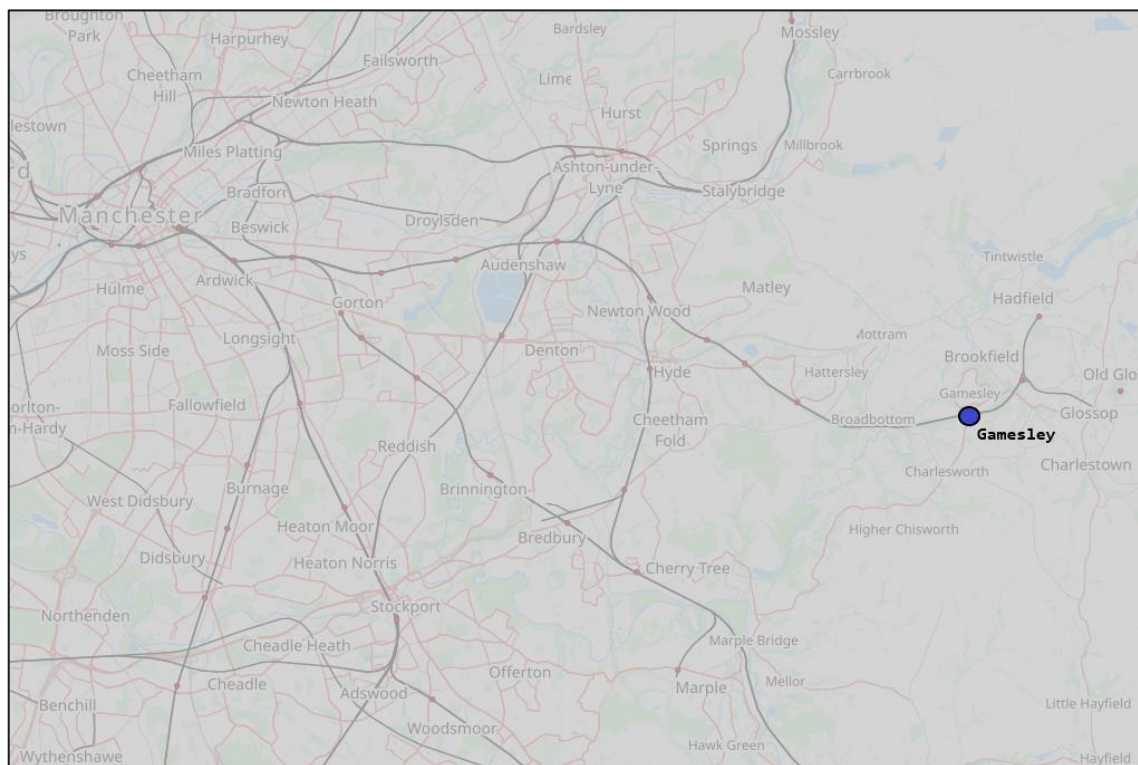 Broughton
Park
Harpurhey
Bardsley
Mossley
Failsworth
Carrbrook
Cheetham
Hill
Lime
Newton Heath
Hurst
lestown
Springs
Millbrook
Miles Platting
d
Ashton-under-
Lyne
Bradford
Stalybridge
Manchester
Droylsden
Beswick
ys
Audenshaw
Tintwistle
Ardwick
Hulme
Matley
Hadfield
Gorton
Newton Wood
Longsight
Mottram
Moss Side
Denton
Brookfield
Hyde
Hattersley
Old Glo
Gamesley
Fallowfield
orlton-
m-Hardy
Cheetham
Fold
Broadbottom
Glossop
Gamesley
Reddish
Charlestown
Charlesworth
Burnage
Brinnington
West Didsbury
Heaton Moor
Higher Chisworth
Bredbury
Didsbury
Heaton Norris
Cherry-Tree
Stockport
Northenden
Marple Bridge
Cheadle Heath
Offerton
Cheadle
Mellor
Adswood
Marple
Benchill
Little Hayfield
Woodsmoor
Hawk Green
Wythenshawe
Hayfield